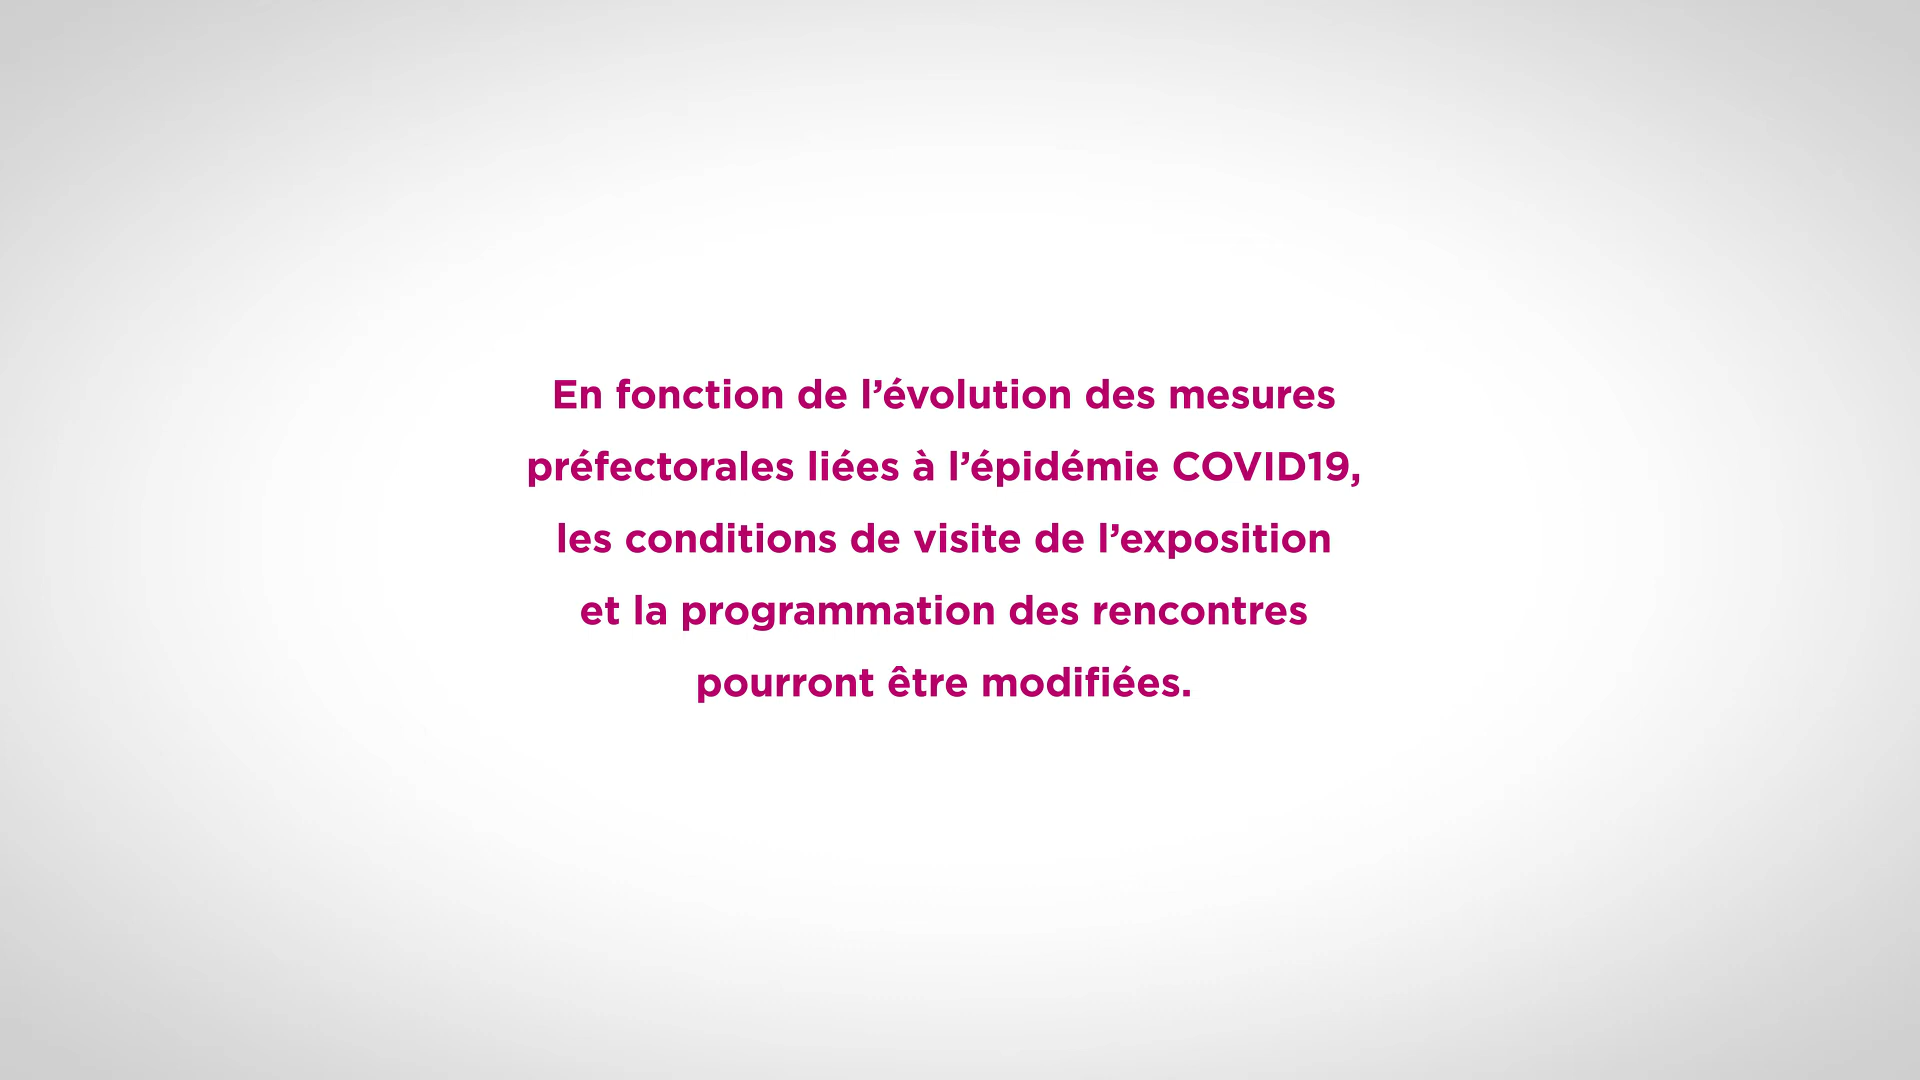 En fonction de l’évolution des mesures
préfectorales liées à l’épidémie COVID19,
les conditions de visite de l’exposition
et la programmation des rencontres
pourront être modifiées.